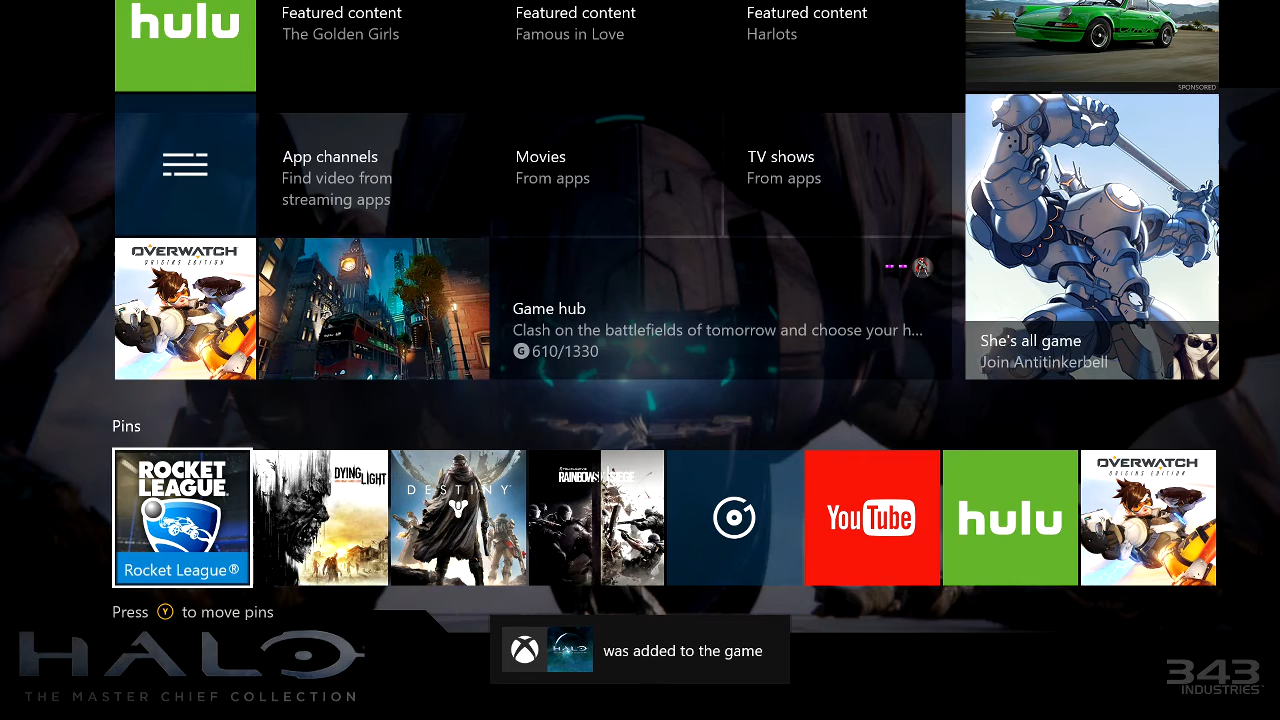 hulu
Featured content
The Golden Girls
Featured content
Famous in Love
Featured content
Harlots
SPONSORED
App channels
Find video from
streaming apps
Movies
From apps
TV shows
From apps
OVERWATCH
ORIGINS EDITION
Game hub
Clash on the battlefields of tomorrow and choose your h...
G 610/1330
She's all game
Join Antitinkerbell
Pins
ROCKET
LEAGUE
Rocket League®
DYING LIGHT
DESTINY
RAINBOW SIEGE
YouTube
hulu
OVERWATCH
ORIGINS EDITION
Press Y to move pins
HALO
THE MASTER CHIEF COLLECTION
HALO
was added to the game
343
INDUSTRIES